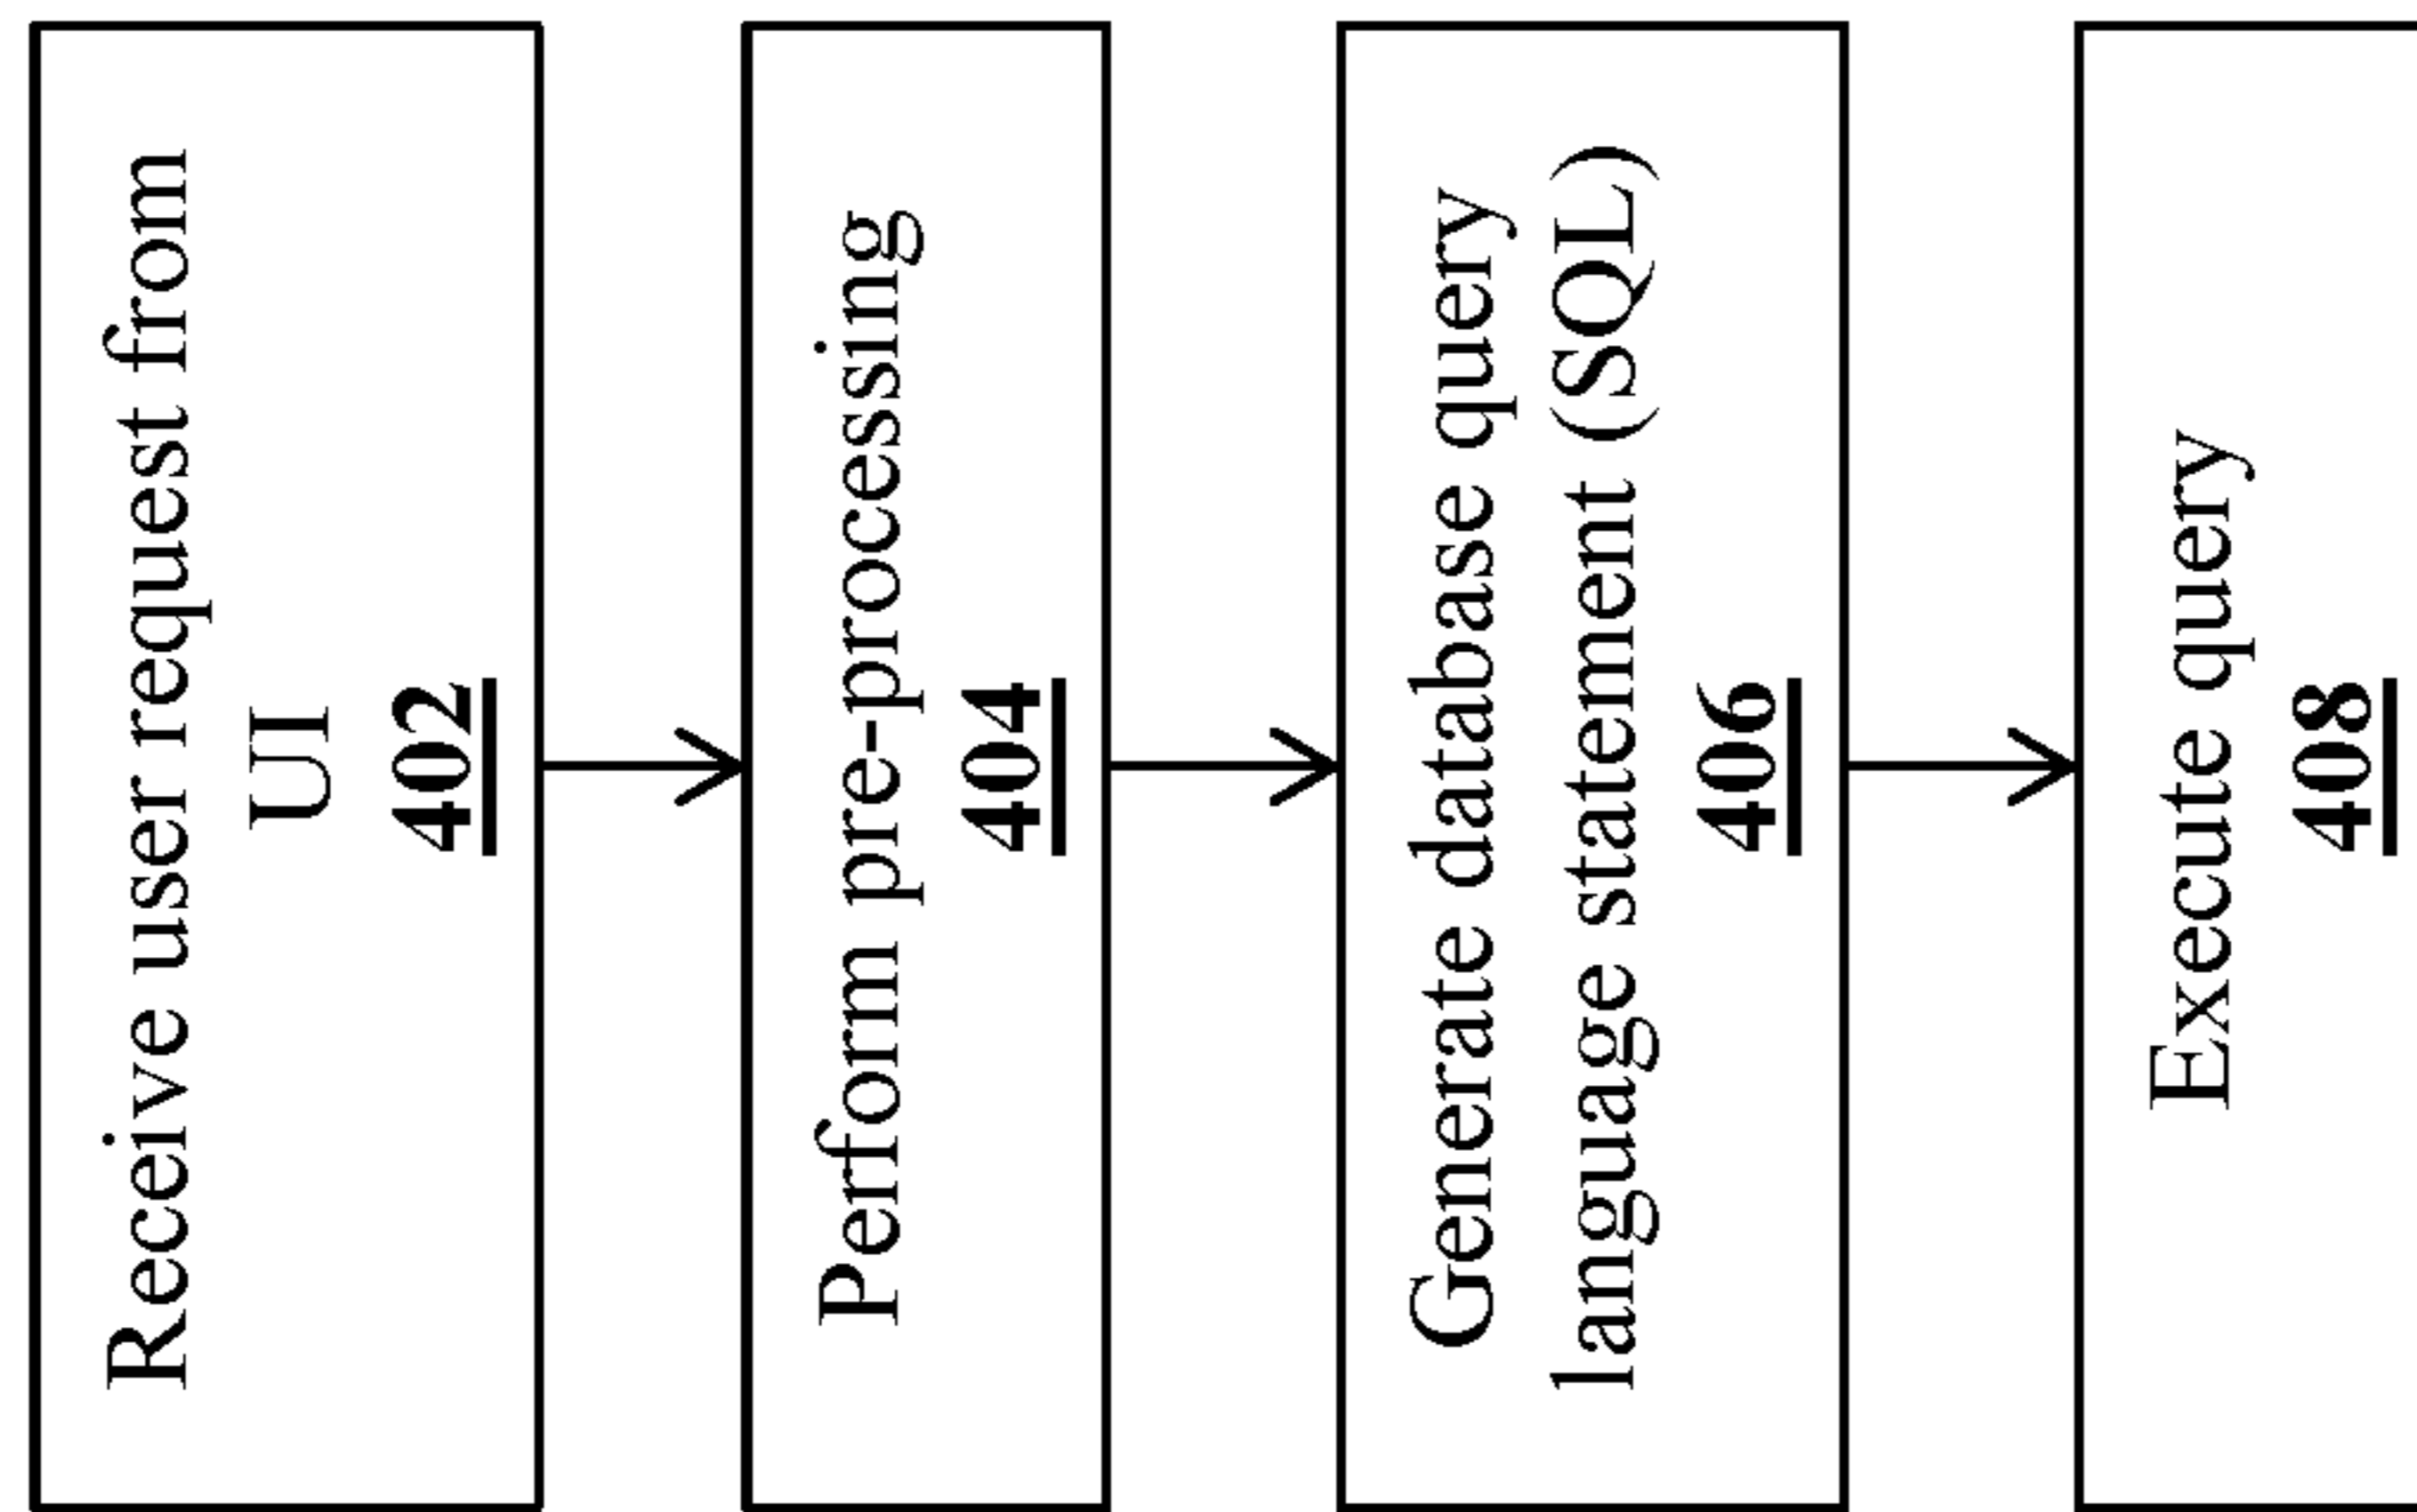 Receive user request from
UI
402
Perform pre-processing
404
Generate database query
language statement (SQL)
406
Execute query
408